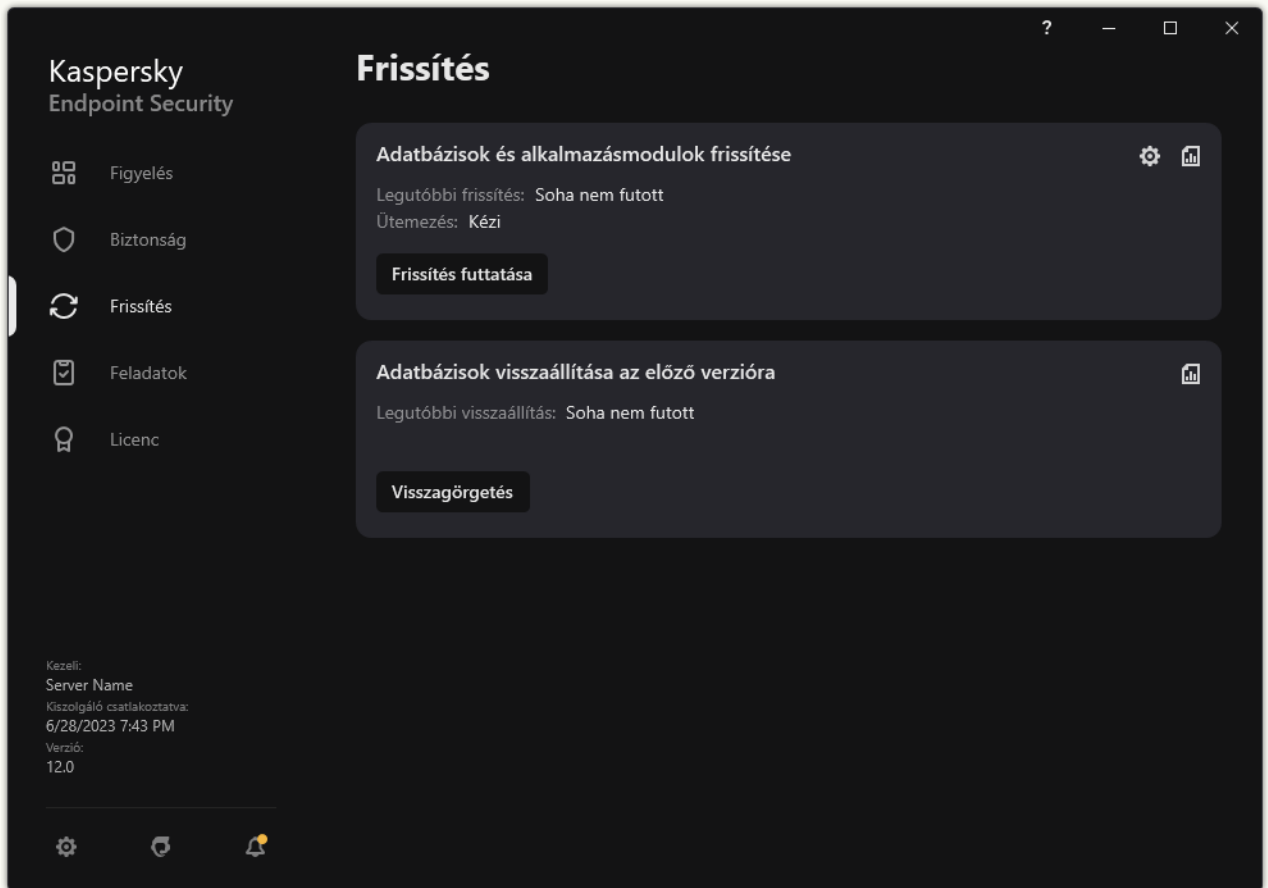 ?
Kaspersky
Endpoint Security
Figyelés
Biztonság
Frissítés
Feladatok
Licenc
Kezeli:
Server Name
Kiszolgáló csatlakoztatva:
6/28/2023 7:43 PM
Verzió:
12.0
Frissítés
Adatbázisok és alkalmazásmodulok frissítése
Legutóbbi frissítés: Soha nem futott
Ütemezés: Kézi
Frissítés futtatása
Adatbázisok visszaállítása az előző verzióra
Legutóbbi visszaállítás: Soha nem futott
Visszagörgetés